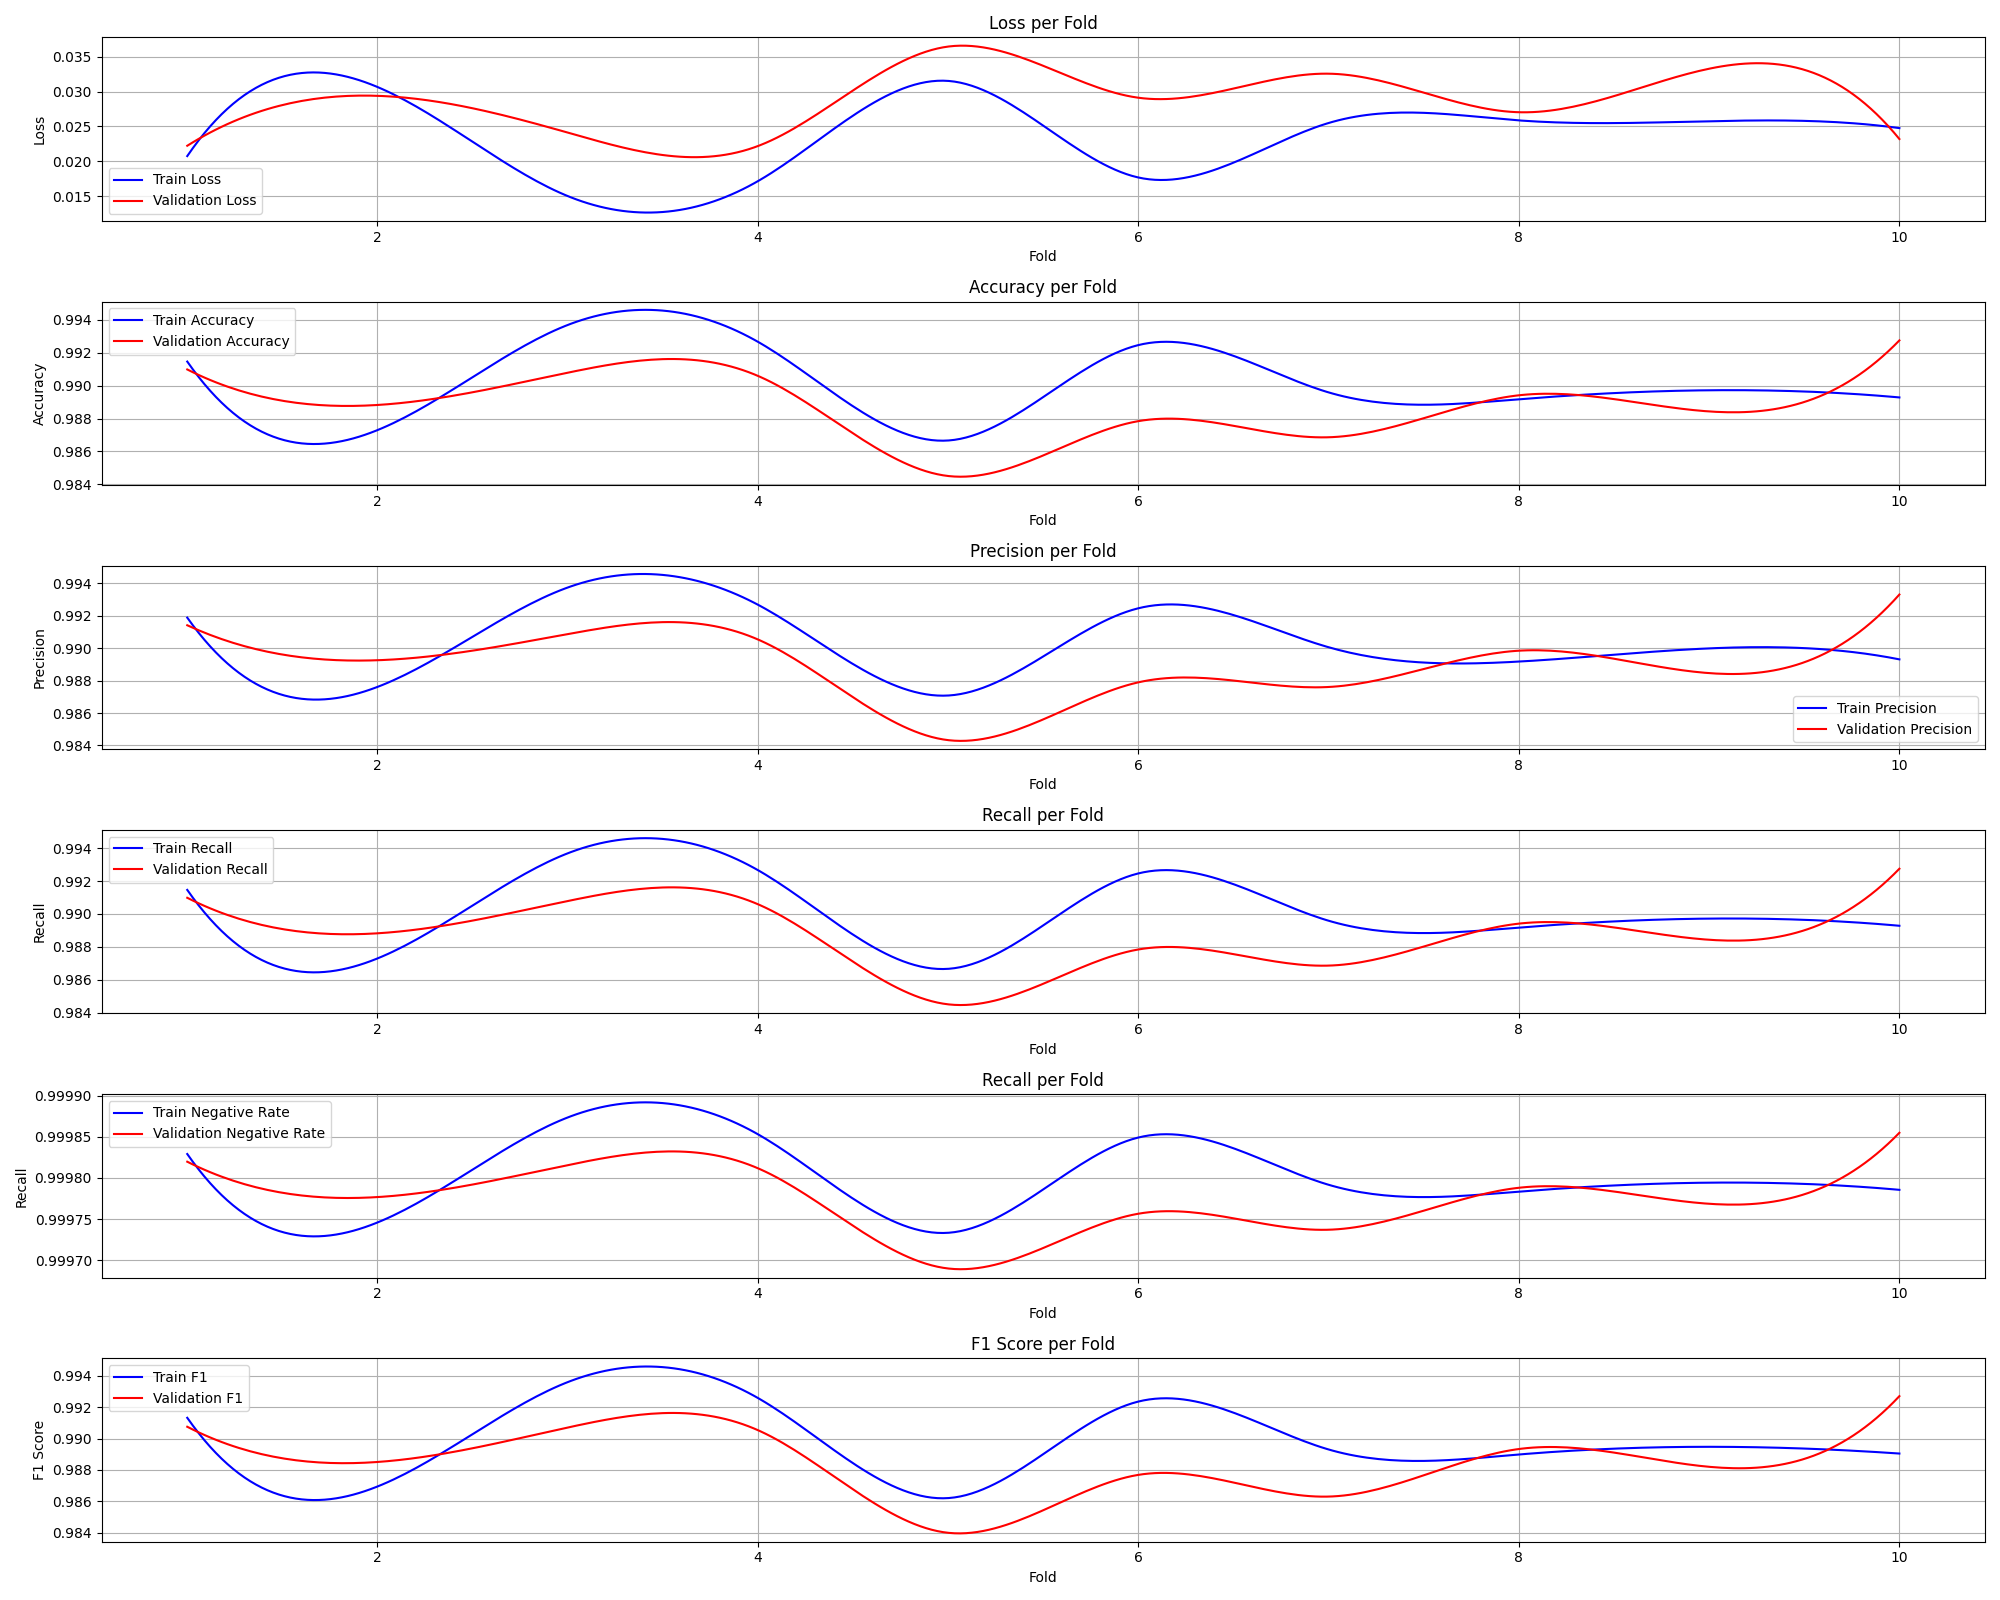 Loss per Fold
0.035
0.030
0.025
0.020
0.015
Loss
Train Loss
Validation Loss
2 4 6 8 10
Fold
Accuracy per Fold
0.994
0.992
0.990
0.988
0.986
0.984
Accuracy
Train Accuracy
Validation Accuracy
2 4 6 8 10
Fold
Precision per Fold
0.994
0.992
0.990
0.988
0.986
0.984
Precision
Train Precision
Validation Precision
2 4 6 8 10
Fold
Recall per Fold
0.994
0.992
0.990
0.988
0.986
0.984
Recall
Train Recall
Validation Recall
2 4 6 8 10
Fold
Recall per Fold
0.99990
0.99985
0.99980
0.99975
0.99970
Recall
Train Negative Rate
Validation Negative Rate
2 4 6 8 10
Fold
F1 Score per Fold
0.994
0.992
0.990
0.988
0.986
0.984
F1 Score
Train F1
Validation F1
2 4 6 8 10
Fold